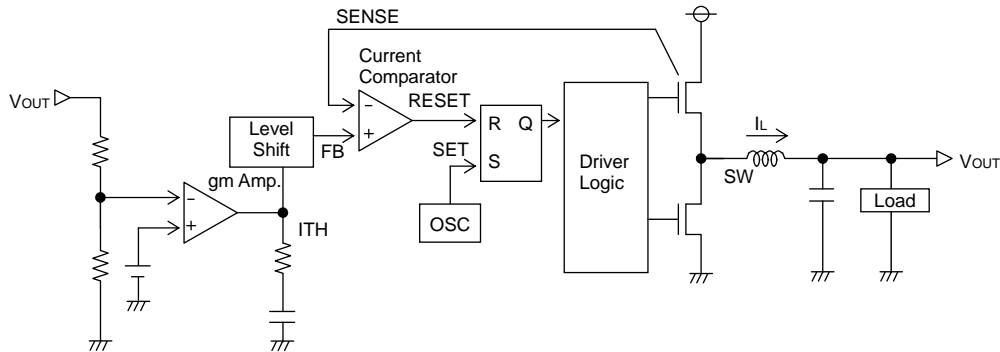 SENSE
Current
Comparator
VOUT
−
+
RESET
Level
Shift
FB
R Q
S
SET
OSC
Driver
Logic
IL
SW
VOUT
Load
gm Amp.
−
+
ITH